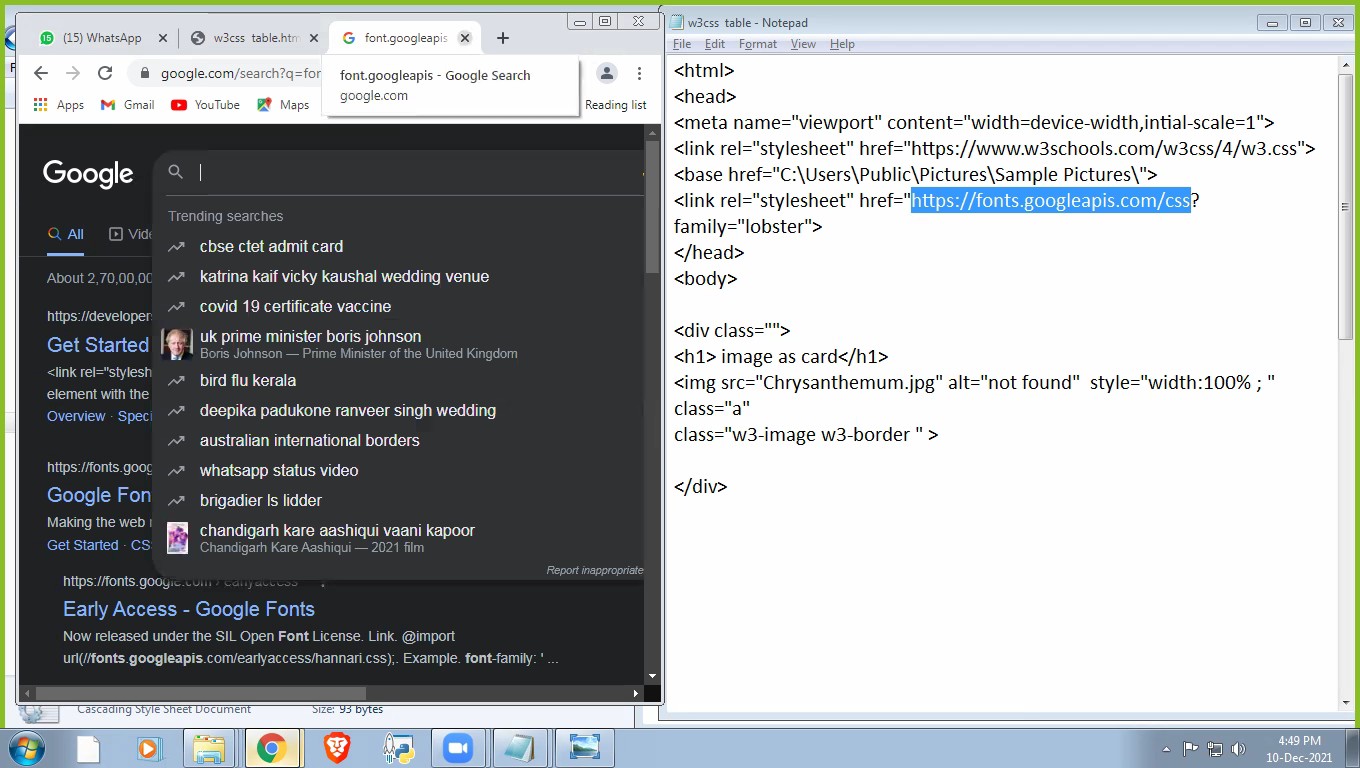 (15) WhatsApp
w3css table.htm
font.googleapis
google.com/search?q=for
font.googleapis - Google Search
google.com
Apps
Gmail
YouTube
Maps
Reading list
Google
All
Vide
About 2,70,00,00
https://developers
Get Started
<link rel="stylesh
element with the
Overview · Speci
https://fonts.goog
Google Fon
Making the web
Get Started · CS
Trending searches
cbse ctet admit card
katrina kaif vicky kaushal wedding venue
covid 19 certificate vaccine
uk prime minister boris johnson
Boris Johnson — Prime Minister of the United Kingdom
bird flu kerala
deepika padukone ranveer singh wedding
australian international borders
whatsapp status video
brigadier ls lidder
chandigarh kare aashiqui vaani kapoor
Chandigarh Kare Aashiqui — 2021 film
Report inappropriate
https://fonts.google.com › earlyaccess
Early Access - Google Fonts
Now released under the SIL Open Font License. Link. @import
url(//fonts.googleapis.com/earlyaccess/hannari.css);. Example. font-family: ' ...
Cascading Style Sheet Document Size: 93 bytes
w3css table - Notepad
File Edit Format View Help
<html>
<head>
<meta name="viewport" content="width=device-width,intial-scale=1">
<link rel="stylesheet" href="https://www.w3schools.com/w3css/4/w3.css">
<base href="C:\Users\Public\Pictures\Sample Pictures\">
<link rel="stylesheet" href="https://fonts.googleapis.com/css?
family="lobster">
</head>
<body>
<div class="">
<h1> image as card</h1>
<img src="Chrysanthemum.jpg" alt="not found"  style="width:100% ; "
class="a"
class="w3-image w3-border " >
</div>
4:49 PM
10-Dec-2021